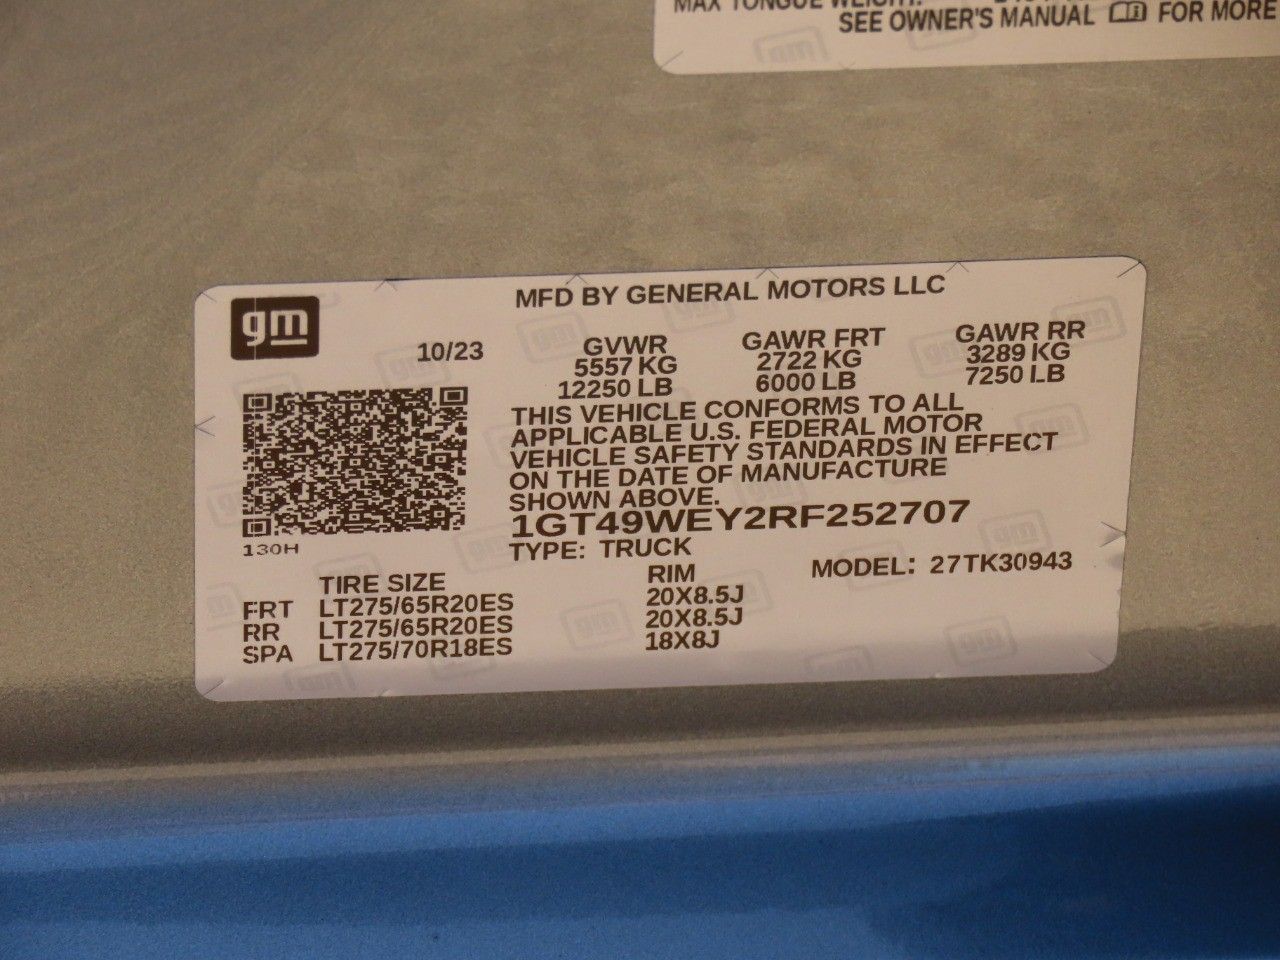 MAX TONGUE WEIGHT:
SEE OWNER'S MANUAL FOR MORE
gm
MFD BY GENERAL MOTORS LLC
10/23
GVWR GAWR FRT GAWR RR
5557 KG 2722 KG 3289 KG
12250 LB 6000 LB 7250 LB
THIS VEHICLE CONFORMS TO ALL
APPLICABLE U.S. FEDERAL MOTOR
VEHICLE SAFETY STANDARDS IN EFFECT
ON THE DATE OF MANUFACTURE
SHOWN ABOVE.
1GT49WEY2RF252707
130H
TYPE: TRUCK
MODEL: 27TK30943
TIRE SIZE RIM
FRT LT275/65R20ES 20X8.5J
RR LT275/65R20ES 20X8.5J
SPA LT275/70R18ES 18X8J